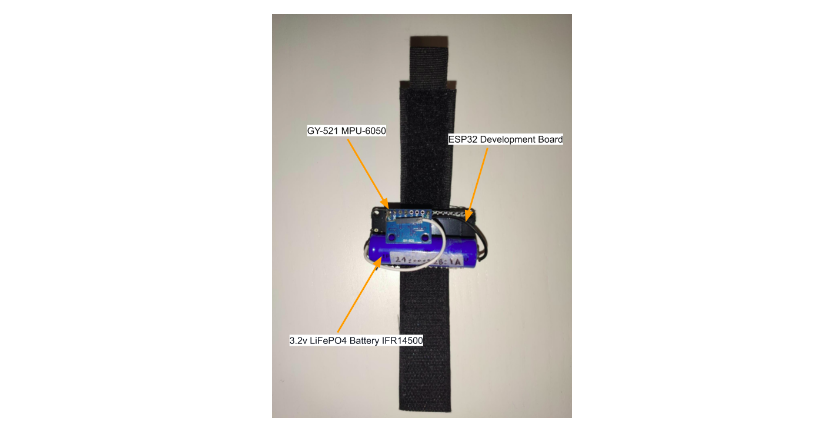 GY-521 MPU-6050
ESP32 Development Board
3.2v LiFePO4 Battery IFR14500